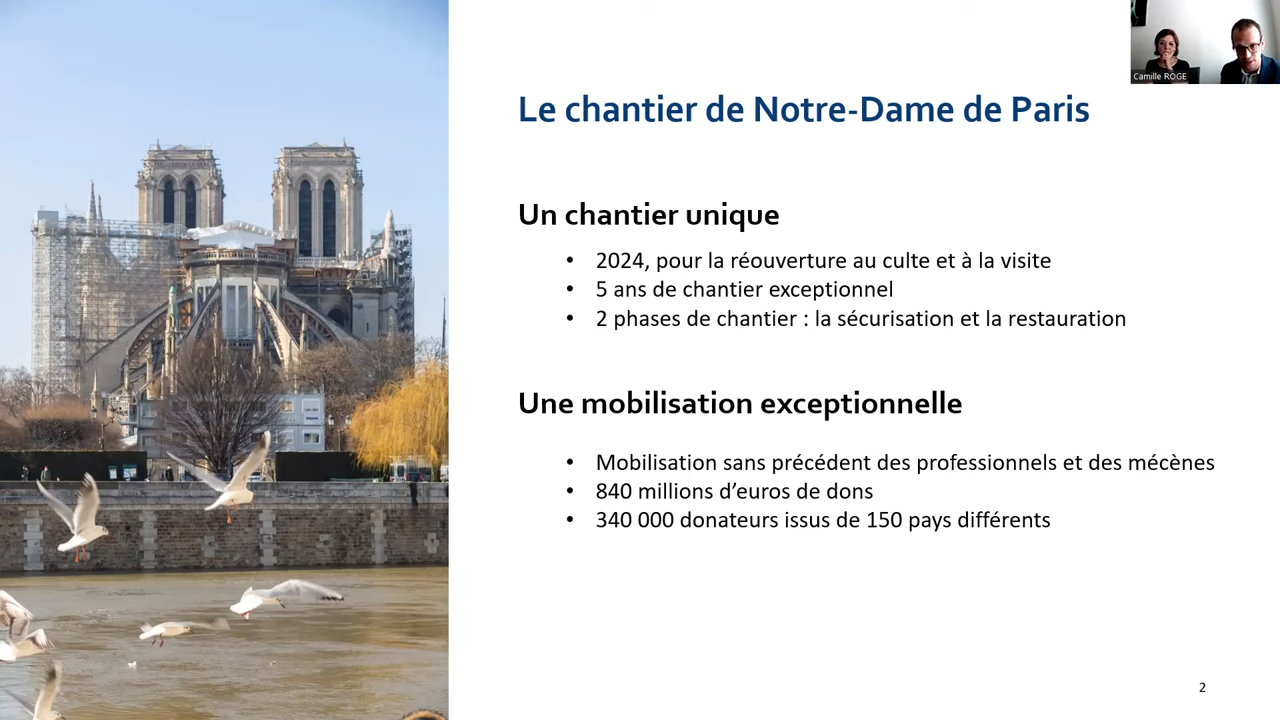 Camille ROGE
Le chantier de Notre-Dame de Paris
Un chantier unique
• 2024, pour la réouverture au culte et à la visite
• 5 ans de chantier exceptionnel
• 2 phases de chantier : la sécurisation et la restauration
Une mobilisation exceptionnelle
• Mobilisation sans précédent des professionnels et des mécènes
• 840 millions d’euros de dons
• 340 000 donateurs issus de 150 pays différents
2